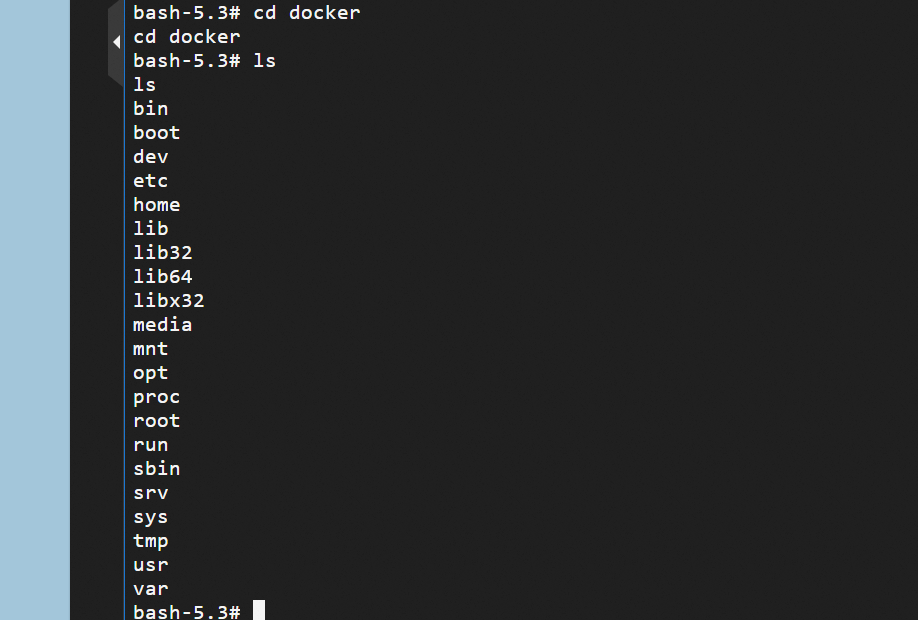 bash-5.3# cd docker
cd docker
bash-5.3# ls
ls
bin
boot
dev
etc
home
lib
lib32
lib64
libx32
media
mnt
opt
proc
root
run
sbin
srv
sys
tmp
usr
var
bash-5.3#